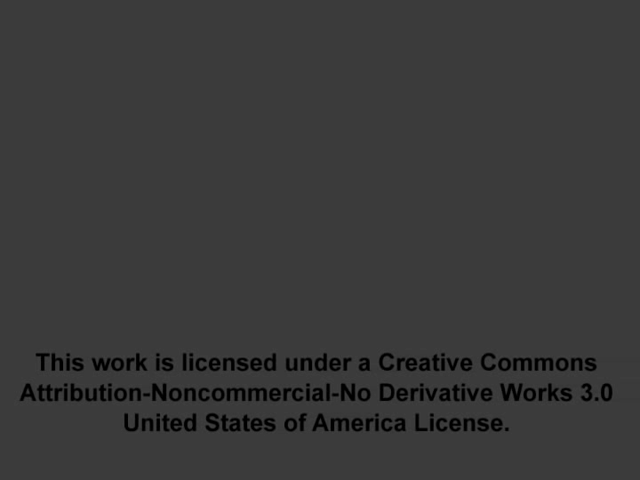 This work is licensed under a Creative Commons
Attribution-Noncommercial-No Derivative Works 3.0
United States of America License.